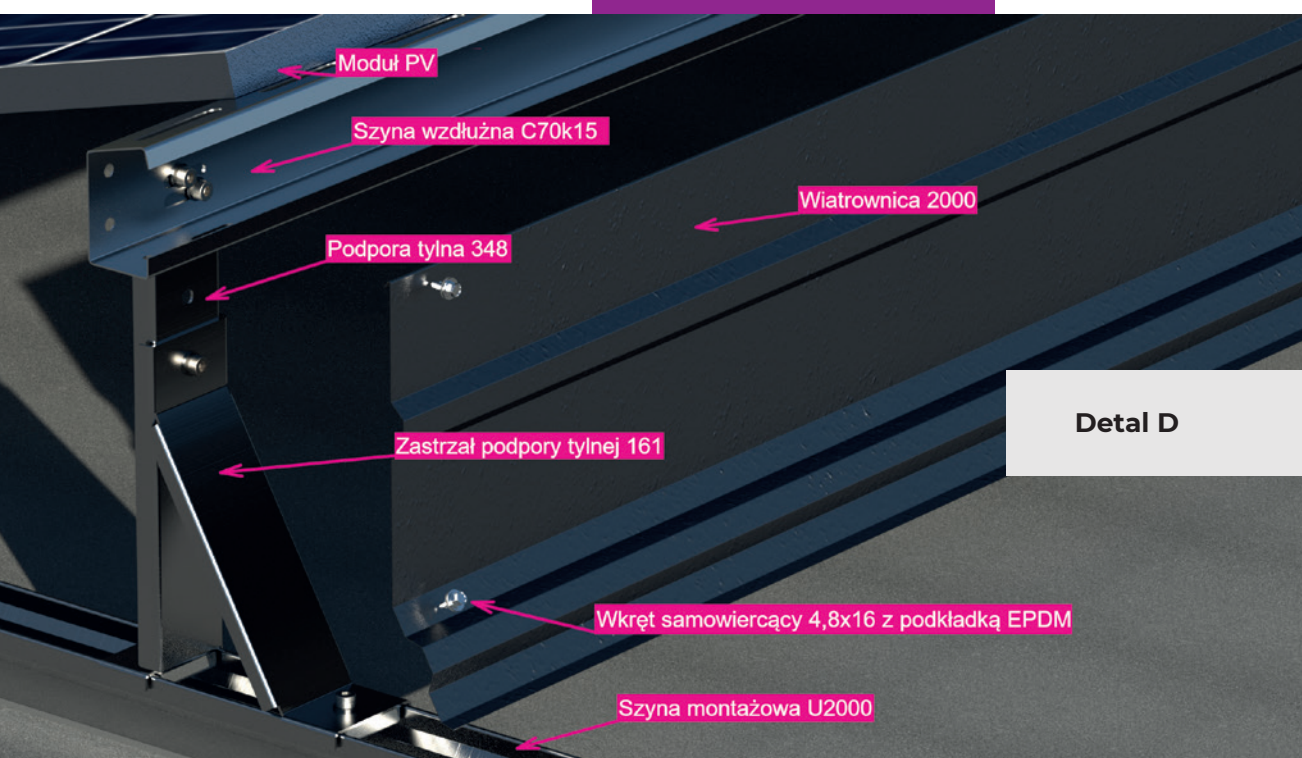 Moduł PV
Szyna wzdłużna C70k15
Wiatrownica 2000
Podpora tylna 348
Detal D
Zastrzał podpory tylnej 161
Wkręt samowiercący 4,8x16 z podkładką EPDM
Szyna montażowa U2000